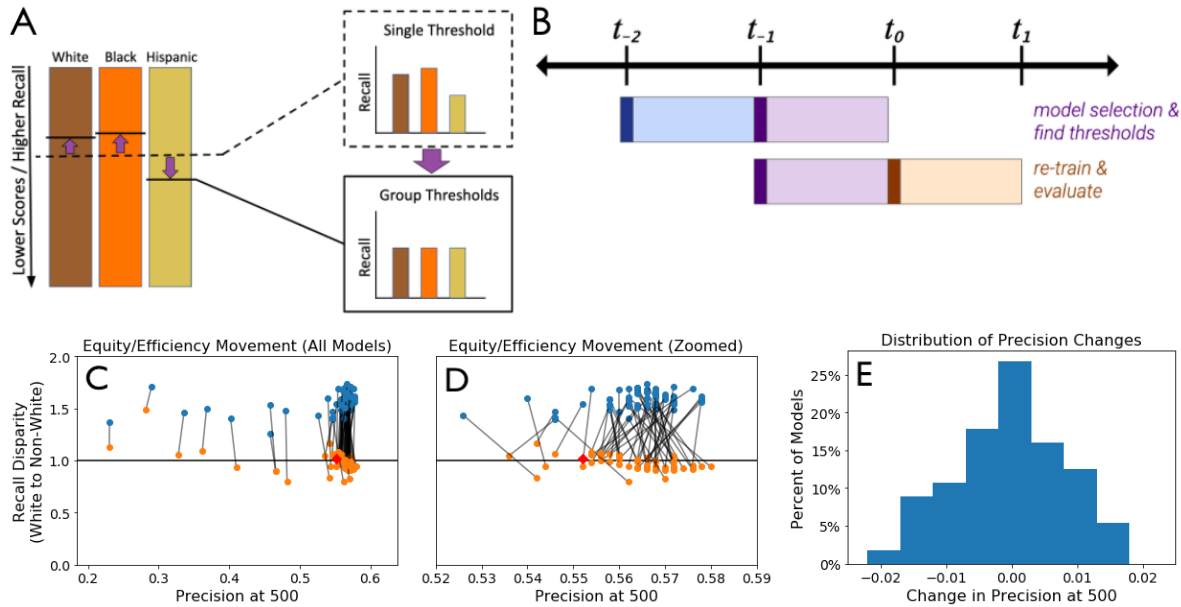 A
White Black Hispanic
Lower Scores / Higher Recall
Single Threshold
Recall
Group Thresholds
Recall
B
t-2 t-1 t0 t1
model selection &
find thresholds
re-train &
evaluate
Equity/Efficiency Movement (All Models)
C
Recall Disparity
(White to Non-White)
2.0
1.5
1.0
0.5
0.0
0.2 0.3 0.4 0.5 0.6
Precision at 500
Equity/Efficiency Movement (Zoomed)
D
0.52 0.53 0.54 0.55 0.56 0.57 0.58 0.59
Precision at 500
Distribution of Precision Changes
E
Percent of Models
25%
20%
15%
10%
5%
0%
−0.02 −0.01 0.00 0.01 0.02
Change in Precision at 500